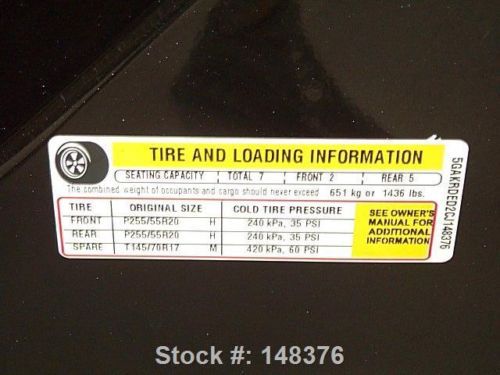 TIRE AND LOADING INFORMATION
SEATING CAPACITY TOTAL 7 FRONT 2 REAR 5
The combined weight of occupants and cargo should never exceed 651 kg or 1436 lbs.
TIRE ORIGINAL SIZE COLD TIRE PRESSURE
FRONT P255/55R20 H 240 kPa, 35 PSI
REAR P255/55R20 H 240 kPa, 35 PSI
SPARE T145/70R17 M 420 kPa, 60 PSI
SEE OWNER'S
MANUAL FOR
ADDITIONAL
INFORMATION
5GAKRDED2CJ148376
Stock #: 148376